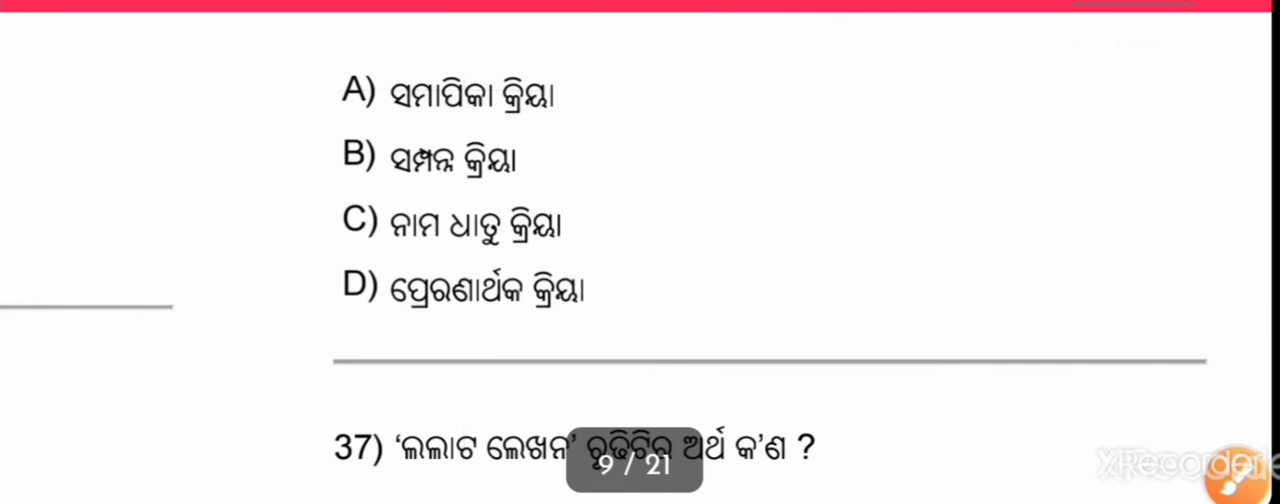 A) ସମାପିକା କ୍ରିୟା
B) ସମ୍ପନ୍ନ କ୍ରିୟା
C) ନାମ ଧାତୁ କ୍ରିୟା
D) ପ୍ରେରଣାର୍ଥକ କ୍ରିୟା
37) ‘ଲଲାଟ ଲେଖନ’ ରୂଢିଟିର ଅର୍ଥ କ’ଣ ?
9 / 21
XRecorder